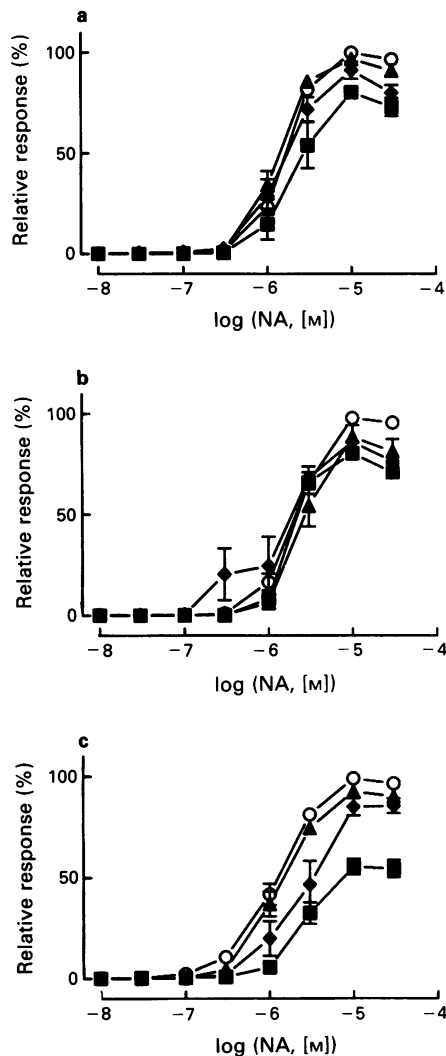 a
Relative response (%)
100
50
0
−8 −7 −6 −5 −4
log (NA, [M])
b
Relative response (%)
100
50
0
−8 −7 −6 −5 −4
log (NA, [M])
c
Relative response (%)
100
50
0
−8 −7 −6 −5 −4
log (NA, [M])